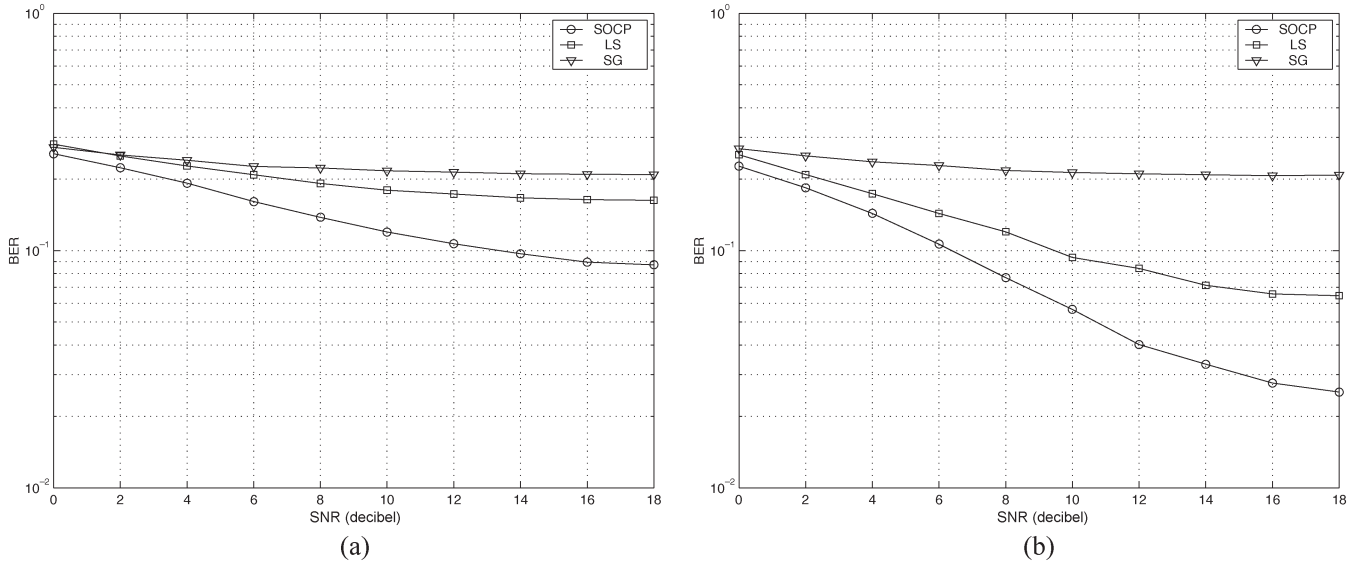 10^0
SOCP
LS
SG
BER
10^-1
10^-2
0 2 4 6 8 10 12 14 16 18
SNR (decibel)
(a)
10^0
SOCP
LS
SG
BER
10^-1
10^-2
0 2 4 6 8 10 12 14 16 18
SNR (decibel)
(b)